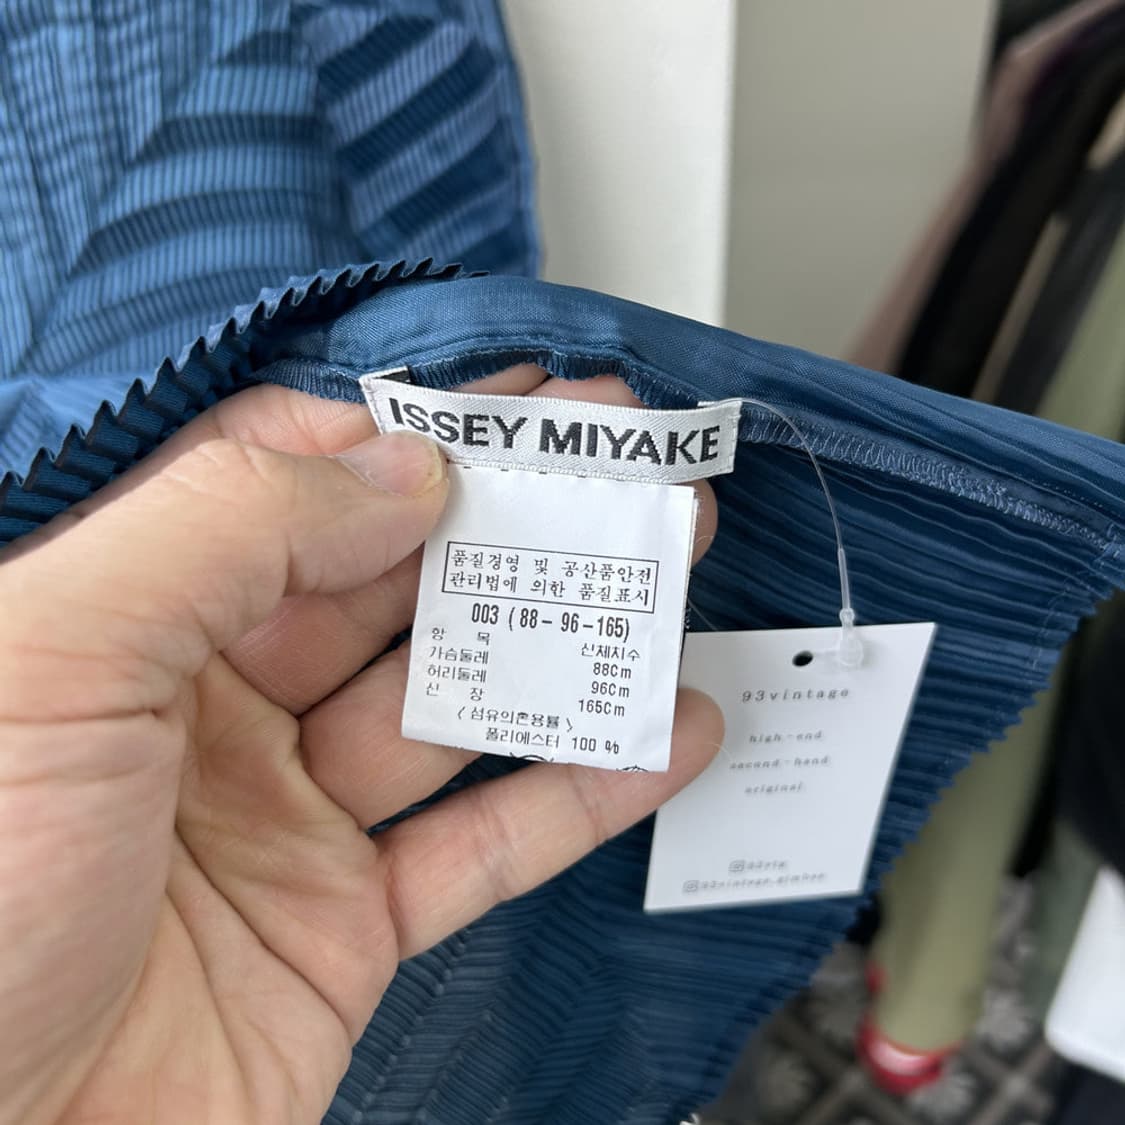 ISSEY MIYAKE
품질경영 및 공산품안전
관리법에 의한 품질표시
003 (88-96-165)
항 목 신체치수
가슴둘레 88Cm
허리둘레 96Cm
신 장 165Cm
〈섬유의혼용률〉
폴리에스터 100 %
93vintage
high-end
second-hand
original